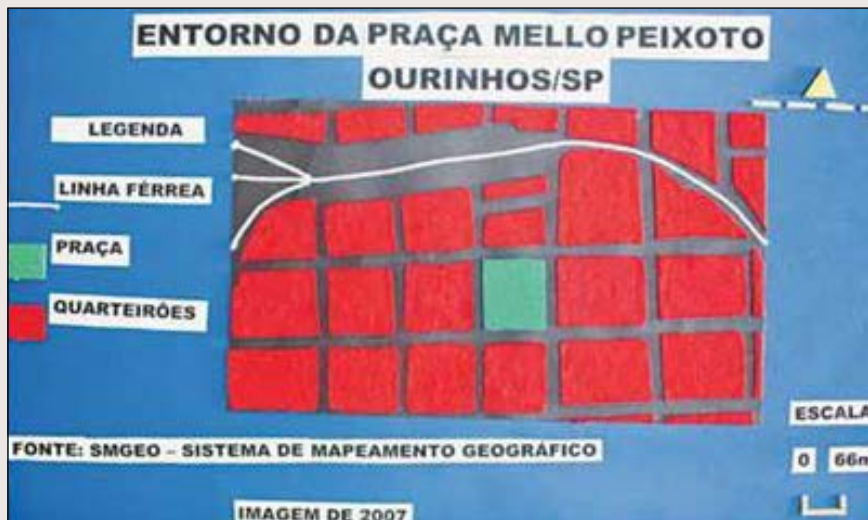 ENTORNO DA PRAÇA MELLO PEIXOTO
OURINHOS/SP
LEGENDA
LINHA FÉRREA
PRAÇA
QUARTEIRÕES
ESCALA
0 66m
FONTE: SMGEO – SISTEMA DE MAPEAMENTO GEOGRÁFICO
IMAGEM DE 2007